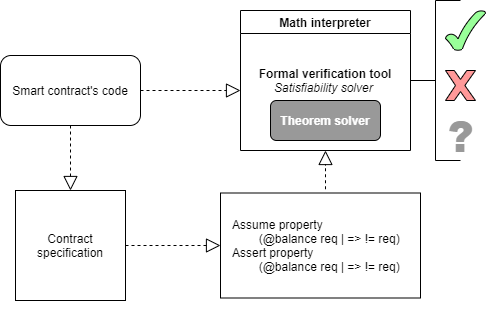 Math interpreter
Smart contract's code
Formal verification tool
Satisfiability solver
Theorem solver
?
Contract
specification
Assume property
(@balance req | => != req)
Assert property
(@balance req | => != req)